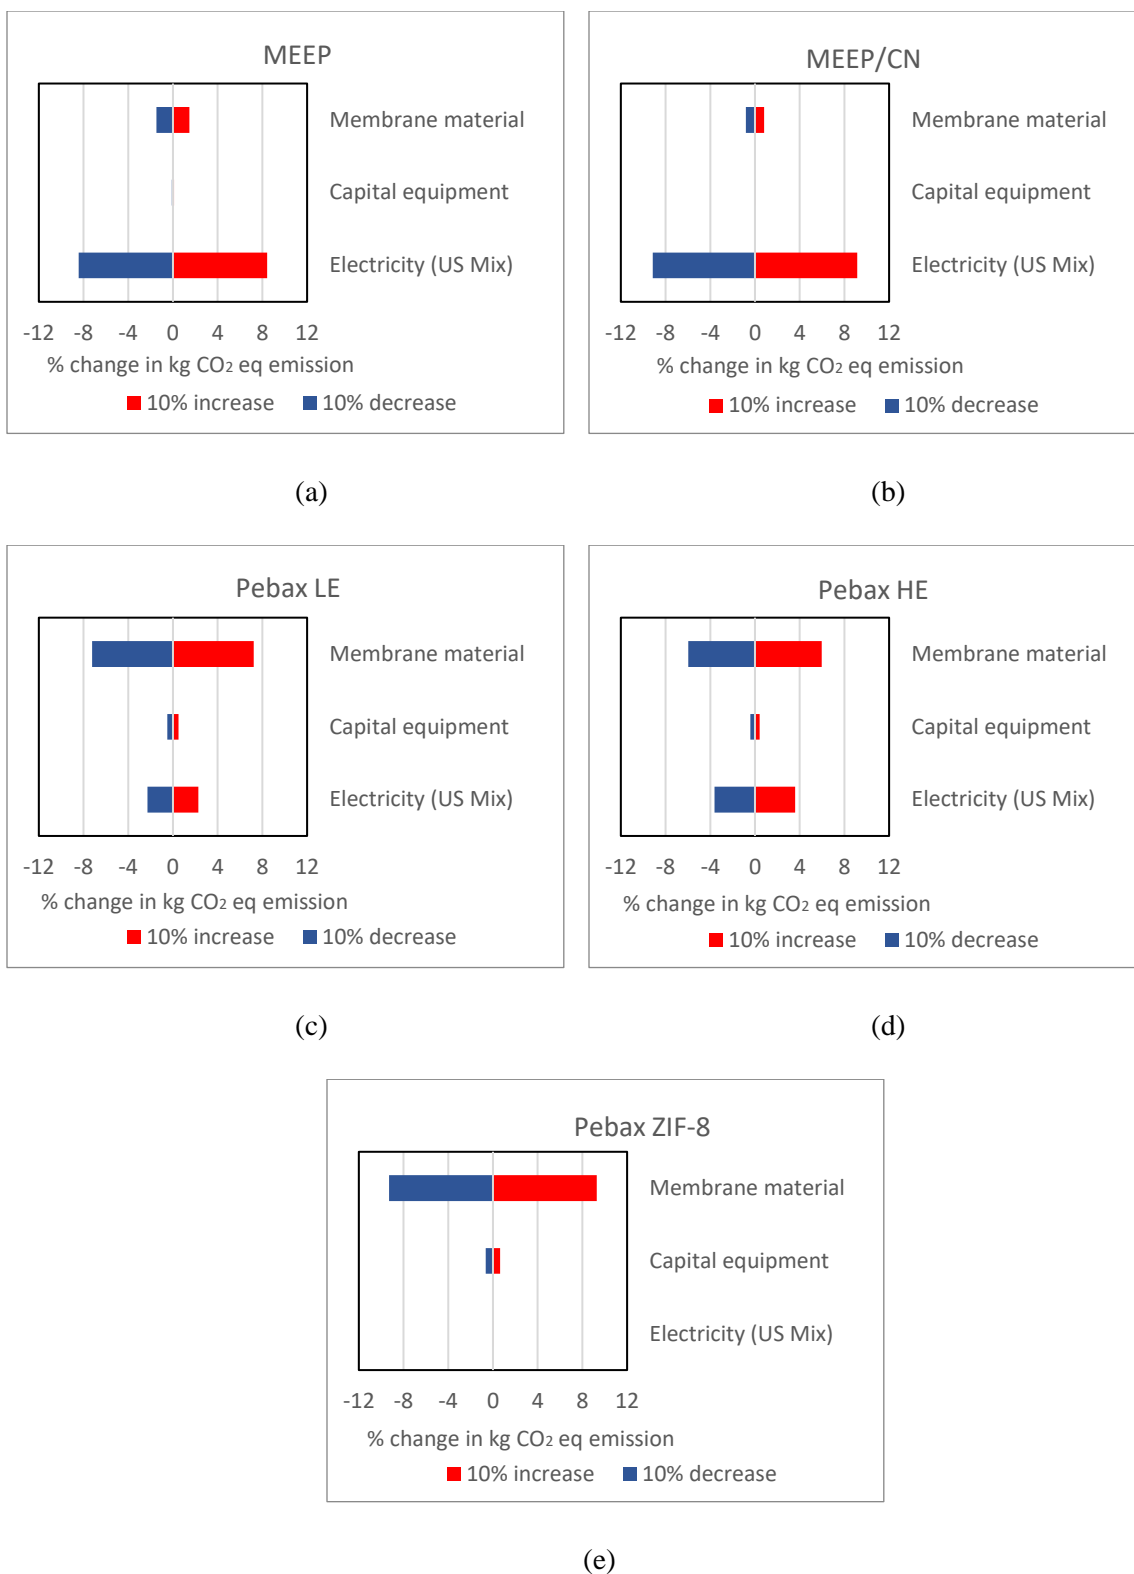 MEEP
Membrane material
Capital equipment
Electricity (US Mix)
-12 -8 -4 0 4 8 12
% change in kg CO2 eq emission
10% increase 10% decrease
(a)
MEEP/CN
Membrane material
Capital equipment
Electricity (US Mix)
-12 -8 -4 0 4 8 12
% change in kg CO2 eq emission
10% increase 10% decrease
(b)
Pebax LE
Membrane material
Capital equipment
Electricity (US Mix)
-12 -8 -4 0 4 8 12
% change in kg CO2 eq emission
10% increase 10% decrease
(c)
Pebax HE
Membrane material
Capital equipment
Electricity (US Mix)
-12 -8 -4 0 4 8 12
% change in kg CO2 eq emission
10% increase 10% decrease
(d)
Pebax ZIF-8
Membrane material
Capital equipment
Electricity (US Mix)
-12 -8 -4 0 4 8 12
% change in kg CO2 eq emission
10% increase 10% decrease
(e)